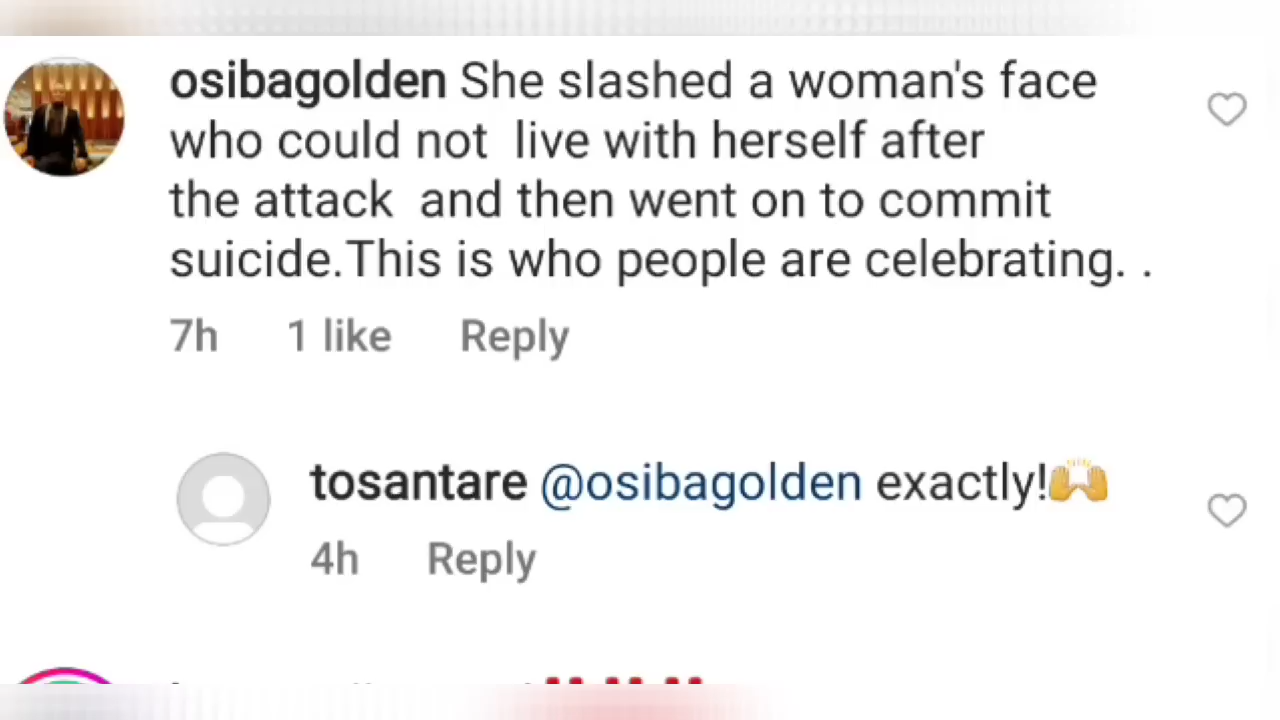 osibagolden She slashed a woman's face
who could not live with herself after
the attack and then went on to commit
suicide.This is who people are celebrating. .
7h 1 like Reply
tosantare @osibagolden exactly!🙌
4h Reply